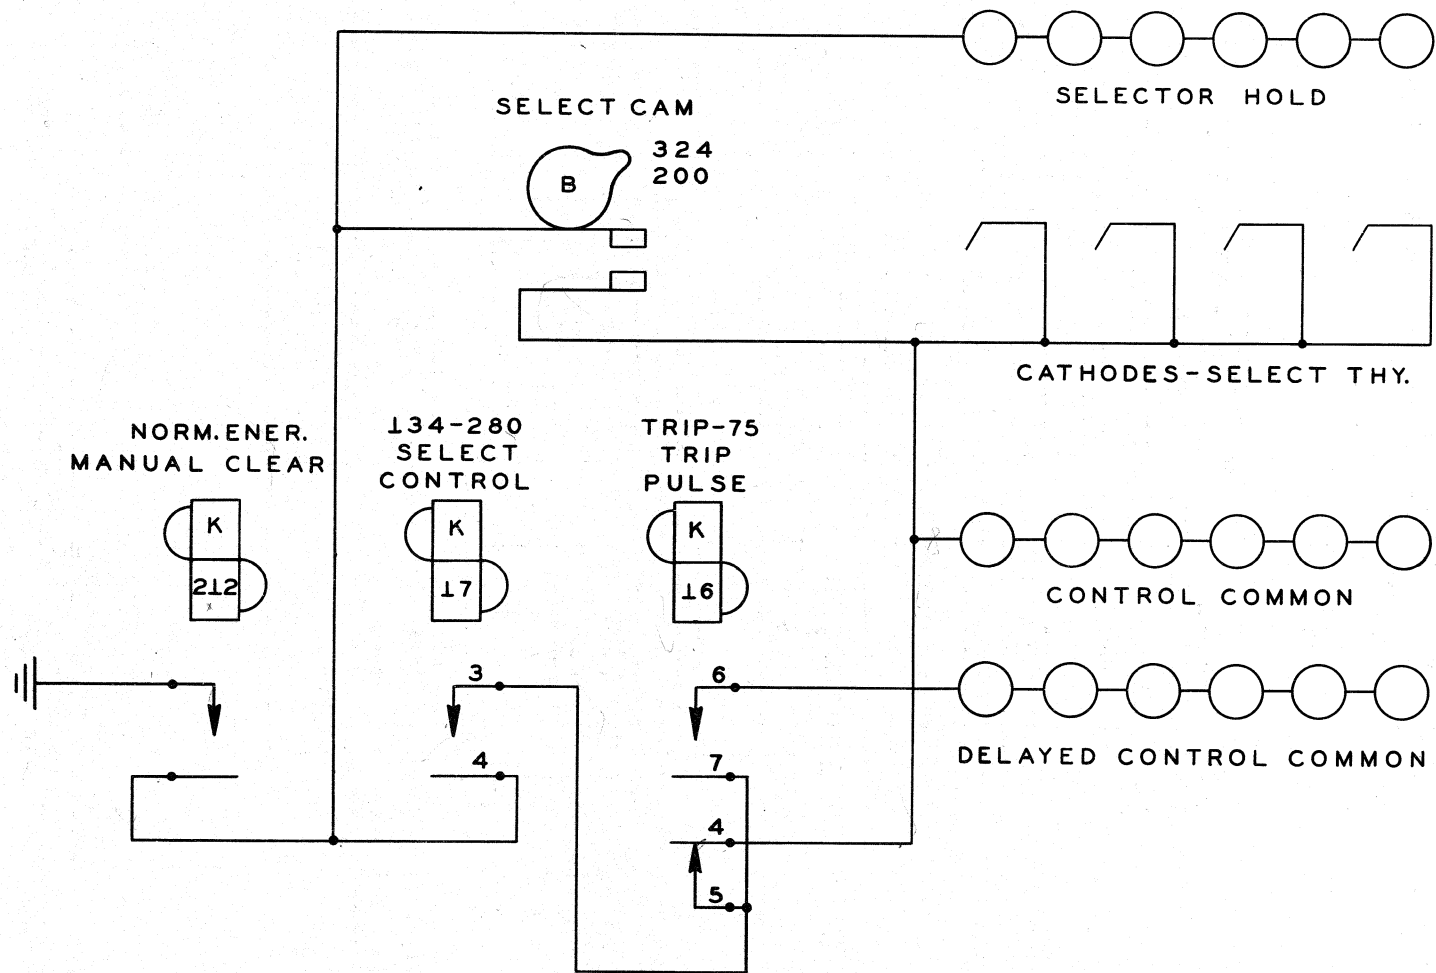 SELECTOR HOLD
SELECT CAM
324
200
B
CATHODES-SELECT THY.
NORM. ENER.
MANUAL CLEAR
134-280
SELECT
CONTROL
TRIP-75
TRIP
PULSE
K
212
K
17
K
16
CONTROL COMMON
3
6
DELAYED CONTROL COMMON
4
7
4
5